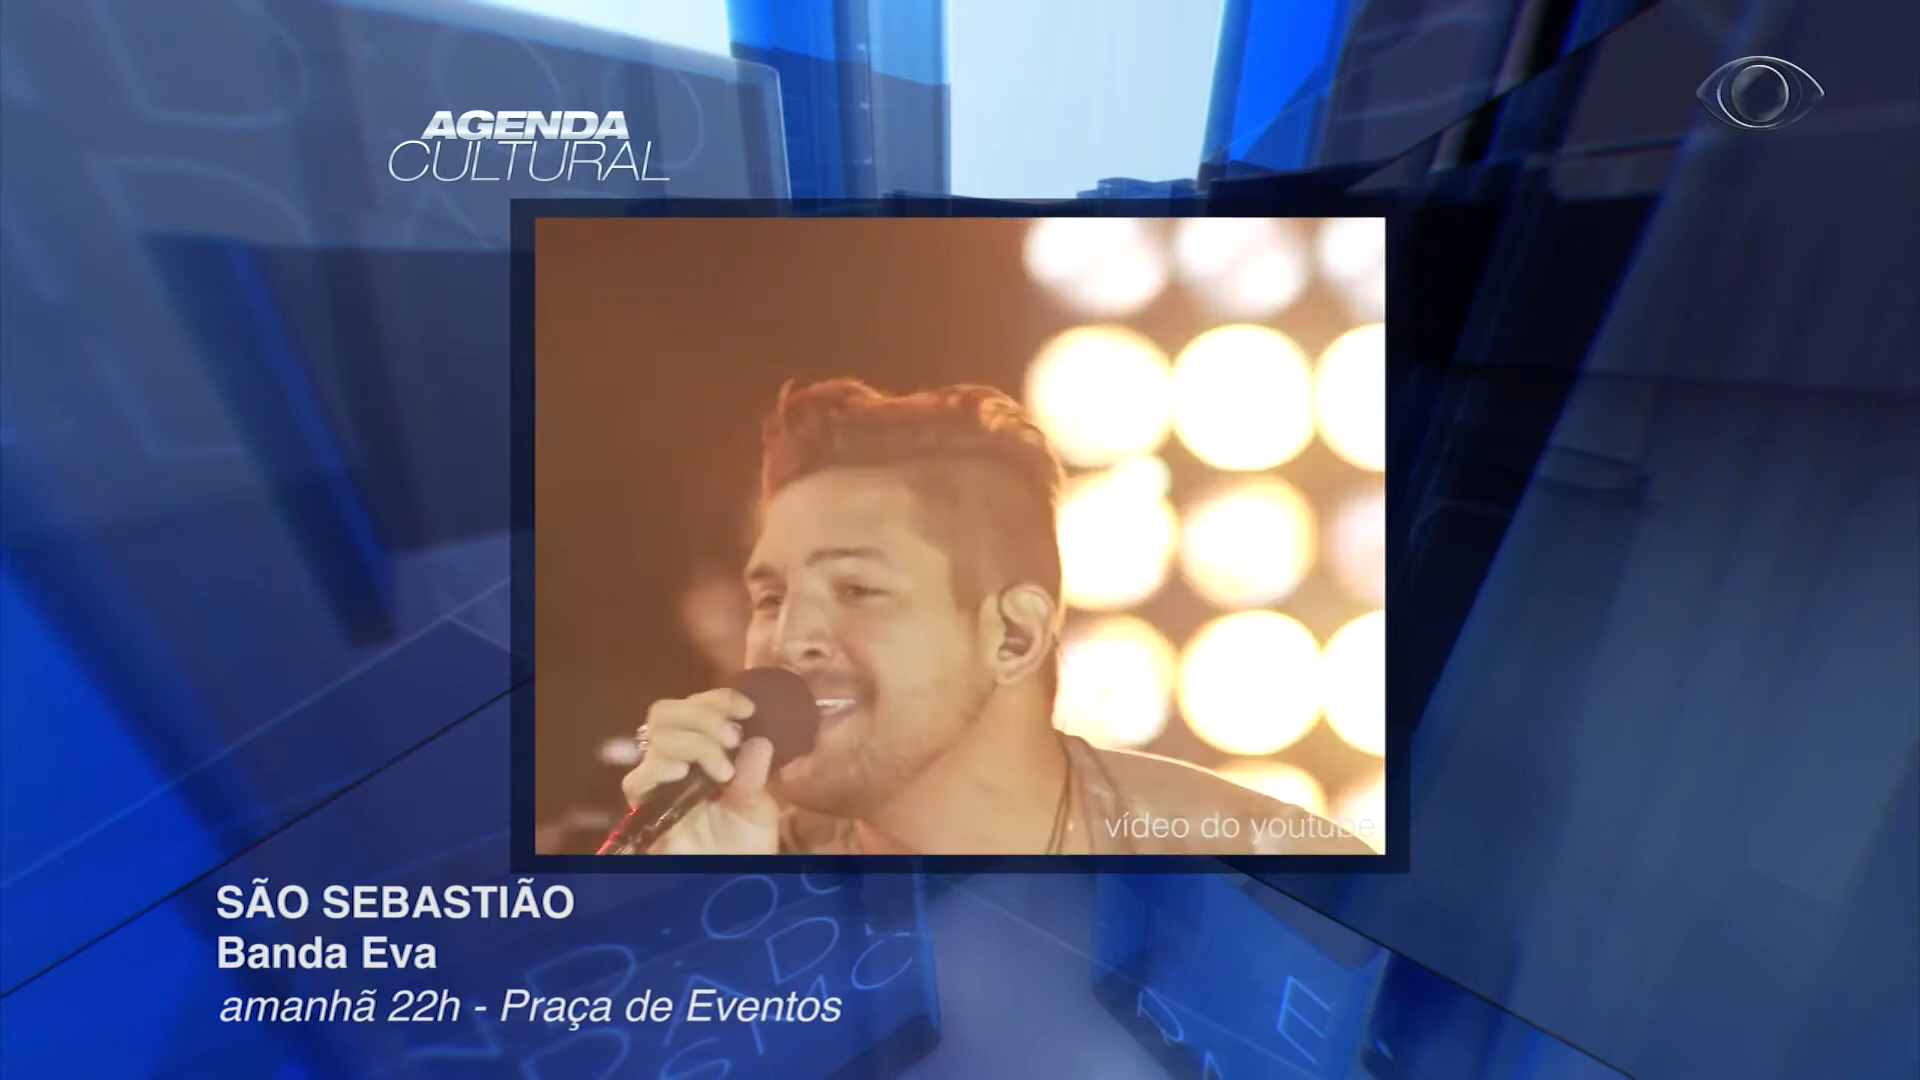 AGENDA
CULTURAL
vídeo do youtube
SÃO SEBASTIÃO
Banda Eva
amanhã 22h - Praça de Eventos